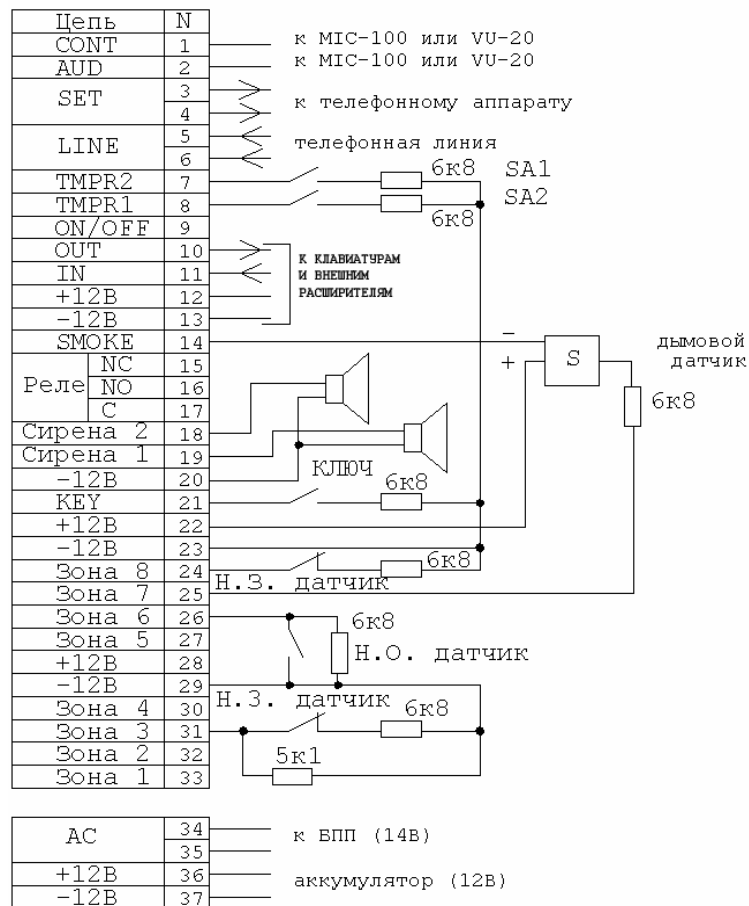 Цепь N
CONT 1 к MIC-100 или VU-20
AUD 2 к MIC-100 или VU-20
SET 3
4 к телефонному аппарату
LINE 5 телефонная линия
6
6к8 SA1
TMPR2 7
TMPR1 8 SA2
6к8
ON/OFF 9
OUT 10
К КЛАВИАТУРАМ
IN 11 И ВНЕШНИМ
+12В 12 РАСШИРИТЕЛЯМ
-12В 13
SMOKE 14 - дымовой
Реле NC 15 + S датчик
NO 16 6к8
C 17
Сирена 2 18
Сирена 1 19
-12В 20 КЛЮЧ 6к8
KEY 21
+12В 22
-12В 23
Зона 8 24 6к8
Н.З. датчик
Зона 7 25
Зона 6 26 6к8
Зона 5 27
+12В 28 Н.О. датчик
-12В 29
Н.З. датчик 6к8
Зона 4 30
Зона 3 31
Зона 2 32 5к1
Зона 1 33
AC 34 к БПП (14В)
35
+12В 36 аккумулятор (12В)
-12В 37